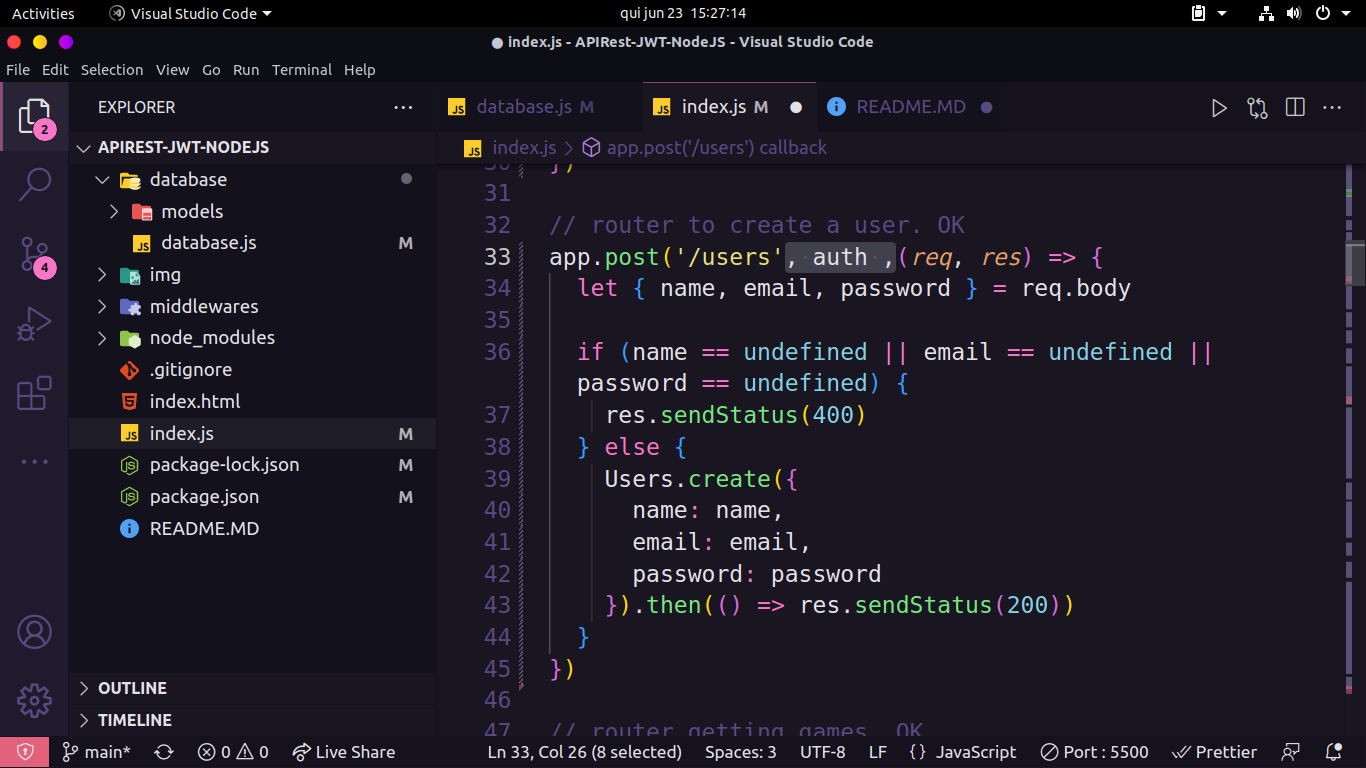 Activities
Visual Studio Code
qui jun 23 15:27:14
index.js - APIRest-JWT-NodeJS - Visual Studio Code
File Edit Selection View Go Run Terminal Help
2
4
EXPLORER
APIREST-JWT-NODEJS
database
models
database.js M
img
middlewares
node_modules
.gitignore
index.html
index.js M
package-lock.json M
package.json M
README.MD
OUTLINE
TIMELINE
database.js M
index.js M
README.MD
index.js > app.post('/users') callback
30 })
31
32 // router to create a user. OK
33 app.post('/users', auth ,(req, res) => {
34 let { name, email, password } = req.body
35
36 if (name == undefined || email == undefined ||
password == undefined) {
37 res.sendStatus(400)
38 } else {
39 Users.create({
40 name: name,
41 email: email,
42 password: password
43 }).then(() => res.sendStatus(200))
44 }
45 })
46
47 // router getting games. OK
main*
0 0
Live Share
Ln 33, Col 26 (8 selected)
Spaces: 3
UTF-8
LF
{ } JavaScript
Port : 5500
Prettier